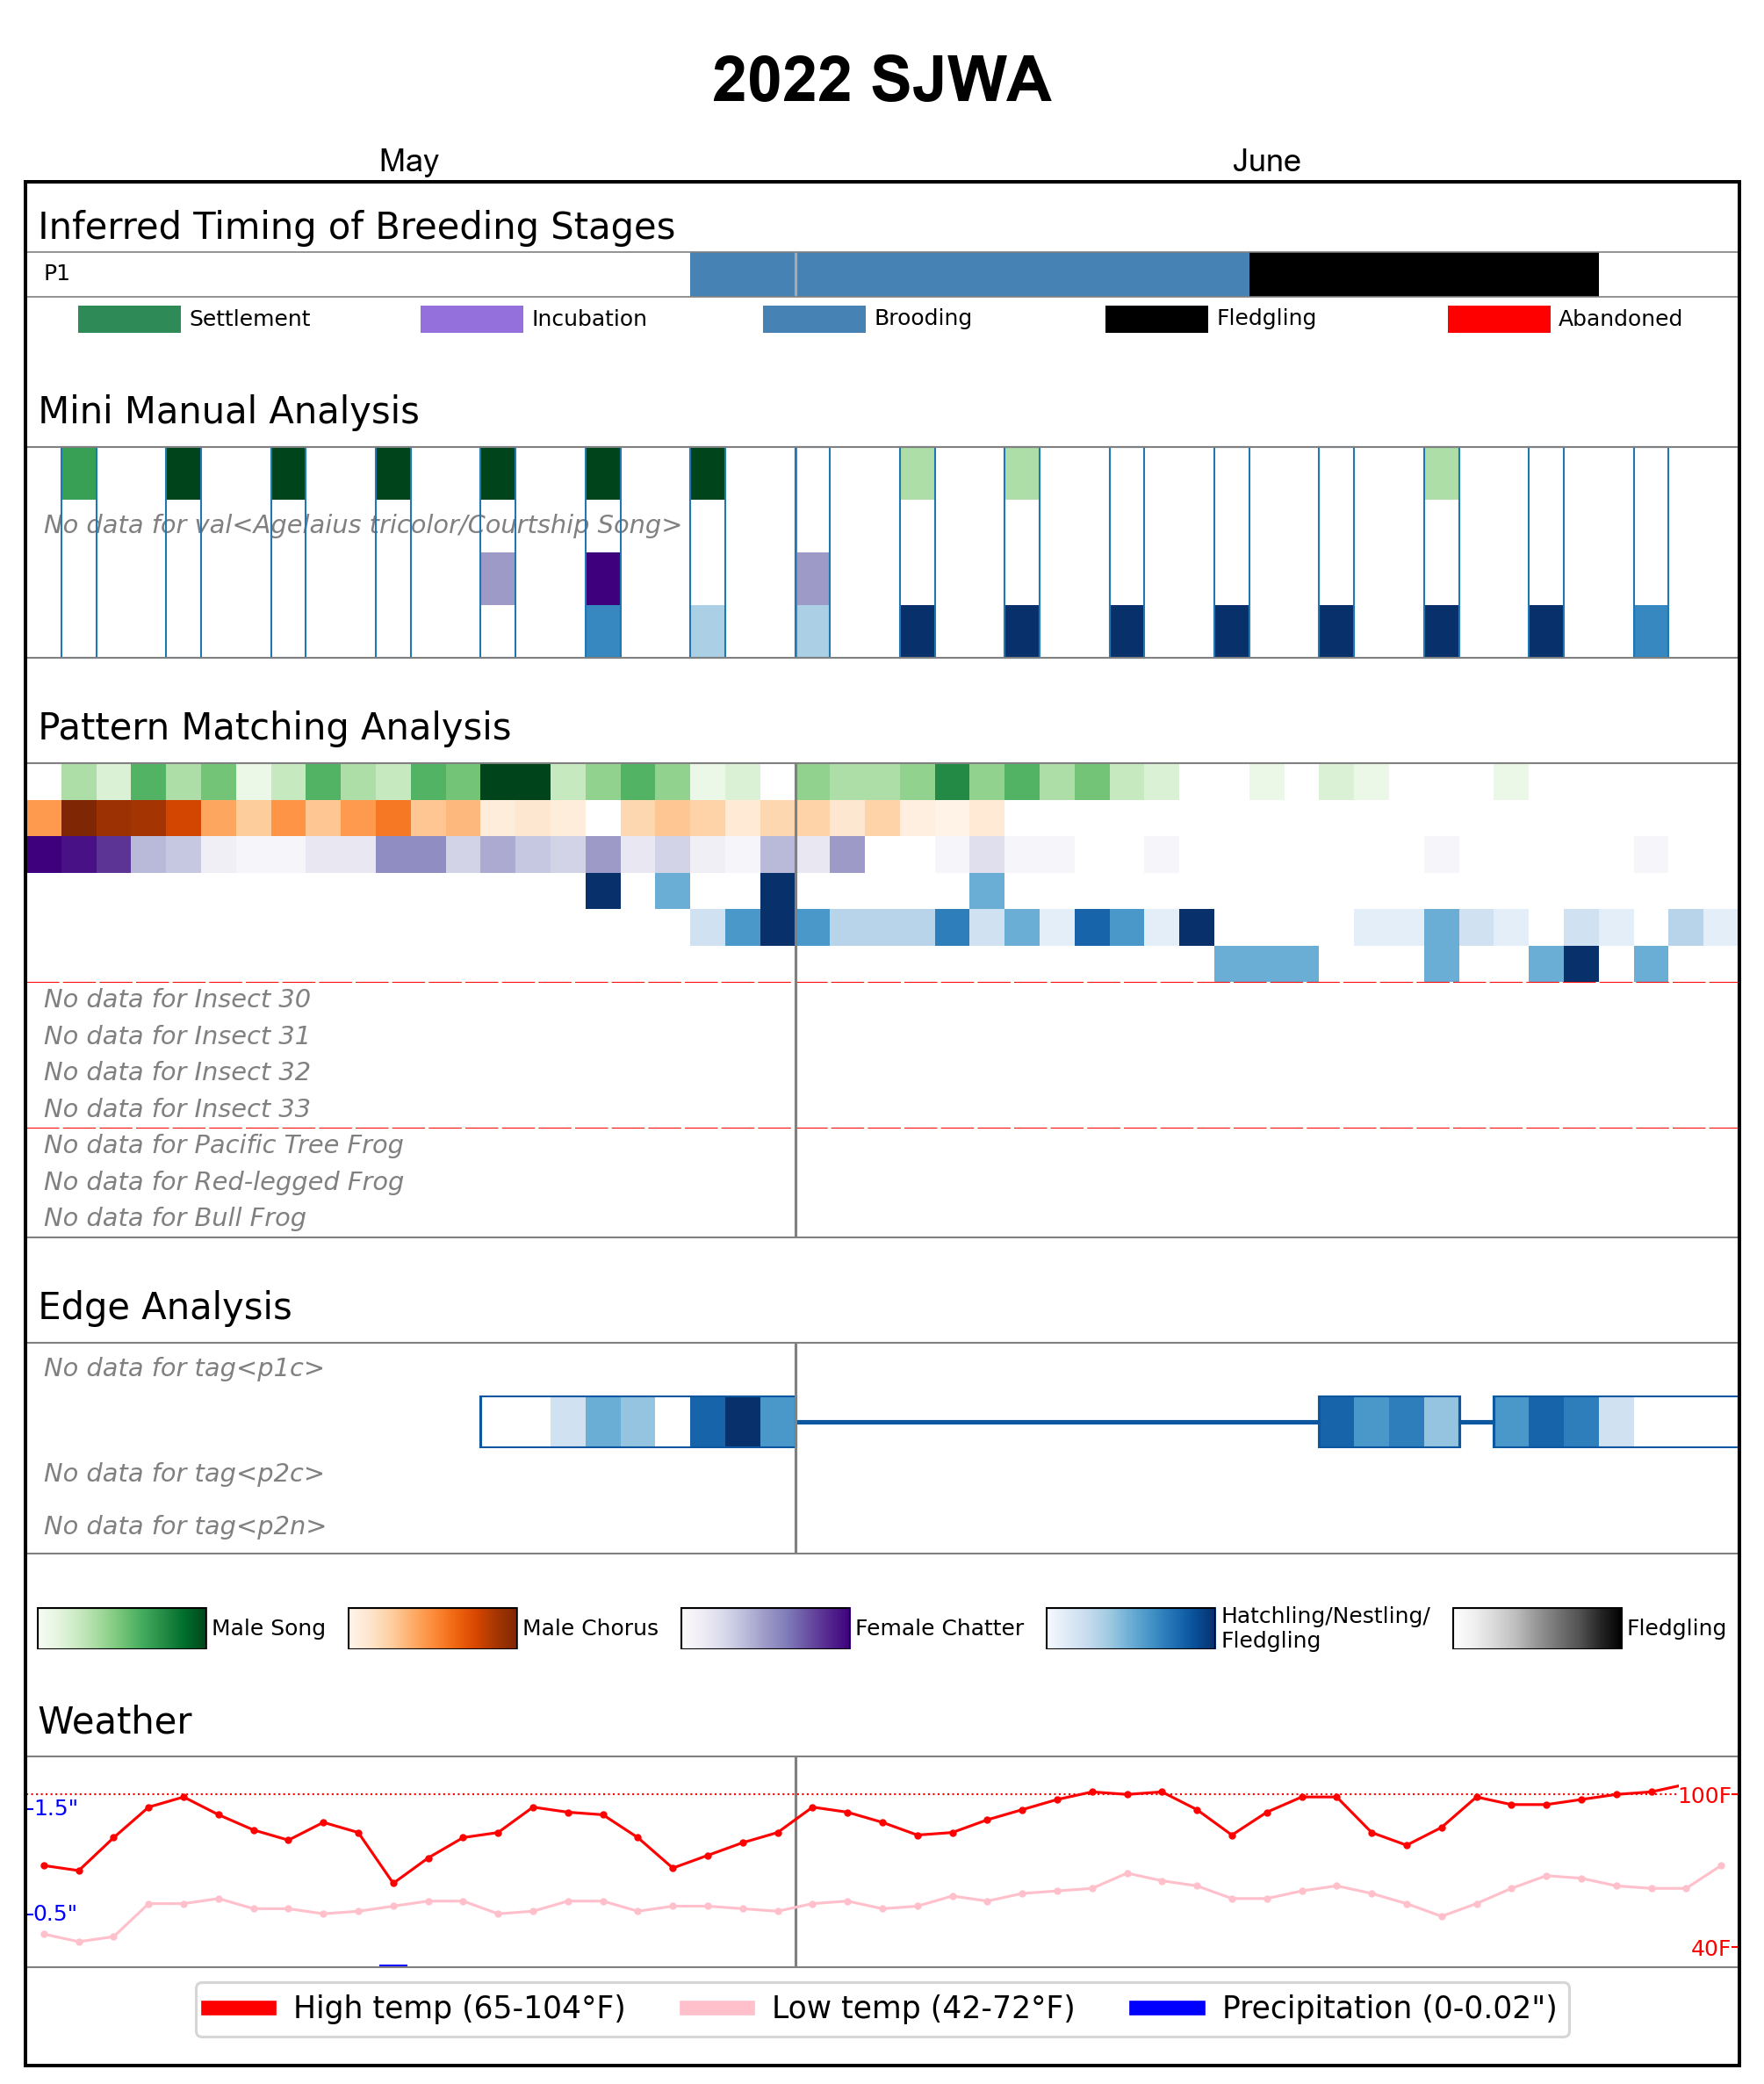 2022 SJWA
May June
Inferred Timing of Breeding Stages
P1
Settlement Incubation Brooding Fledgling Abandoned
Mini Manual Analysis
No data for val<Agelaius tricolor/Courtship Song>
Pattern Matching Analysis
No data for Insect 30
No data for Insect 31
No data for Insect 32
No data for Insect 33
No data for Pacific Tree Frog
No data for Red-legged Frog
No data for Bull Frog
Edge Analysis
No data for tag<p1c>
No data for tag<p2c>
No data for tag<p2n>
Male Song Male Chorus Female Chatter Hatchling/Nestling/
Fledgling Fledgling
Weather
1.5" 100F
0.5"
40F
High temp (65-104°F) Low temp (42-72°F) Precipitation (0-0.02")